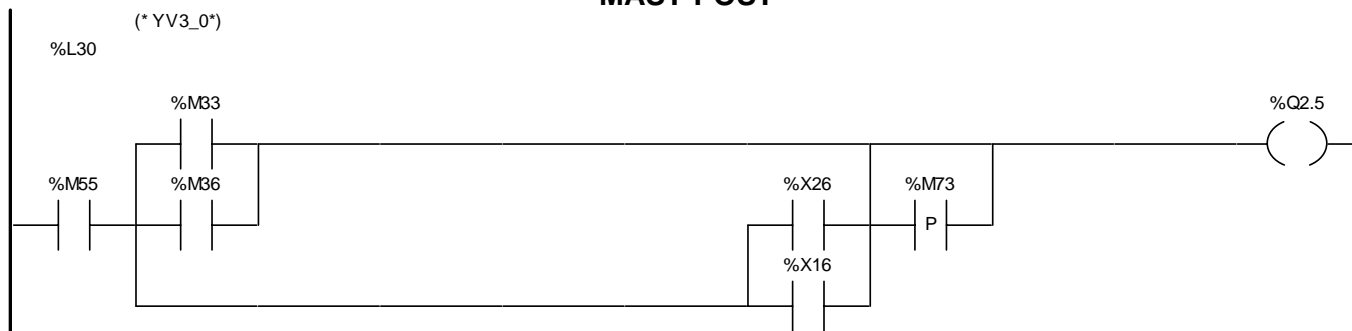 MAST POST
(* YV3_0*)
%L30
%M33
%Q2.5
%M55
%M36
%X26
%M73
P
%X16